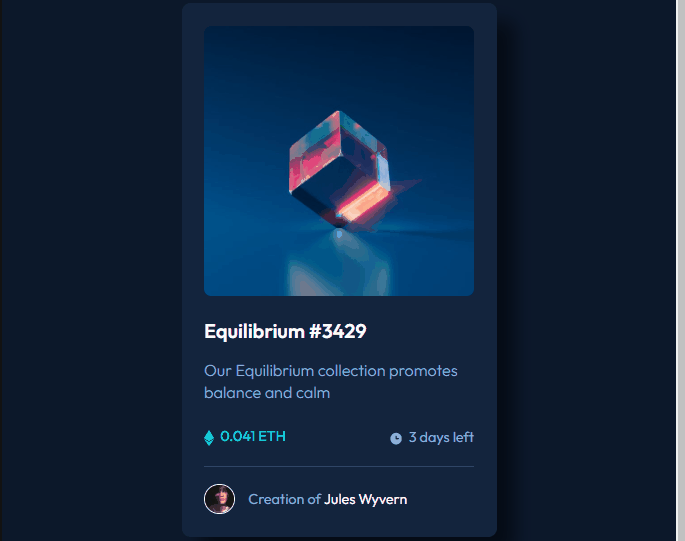 Equilibrium #3429
Our Equilibrium collection promotes
balance and calm
0.041 ETH
3 days left
Creation of Jules Wyvern